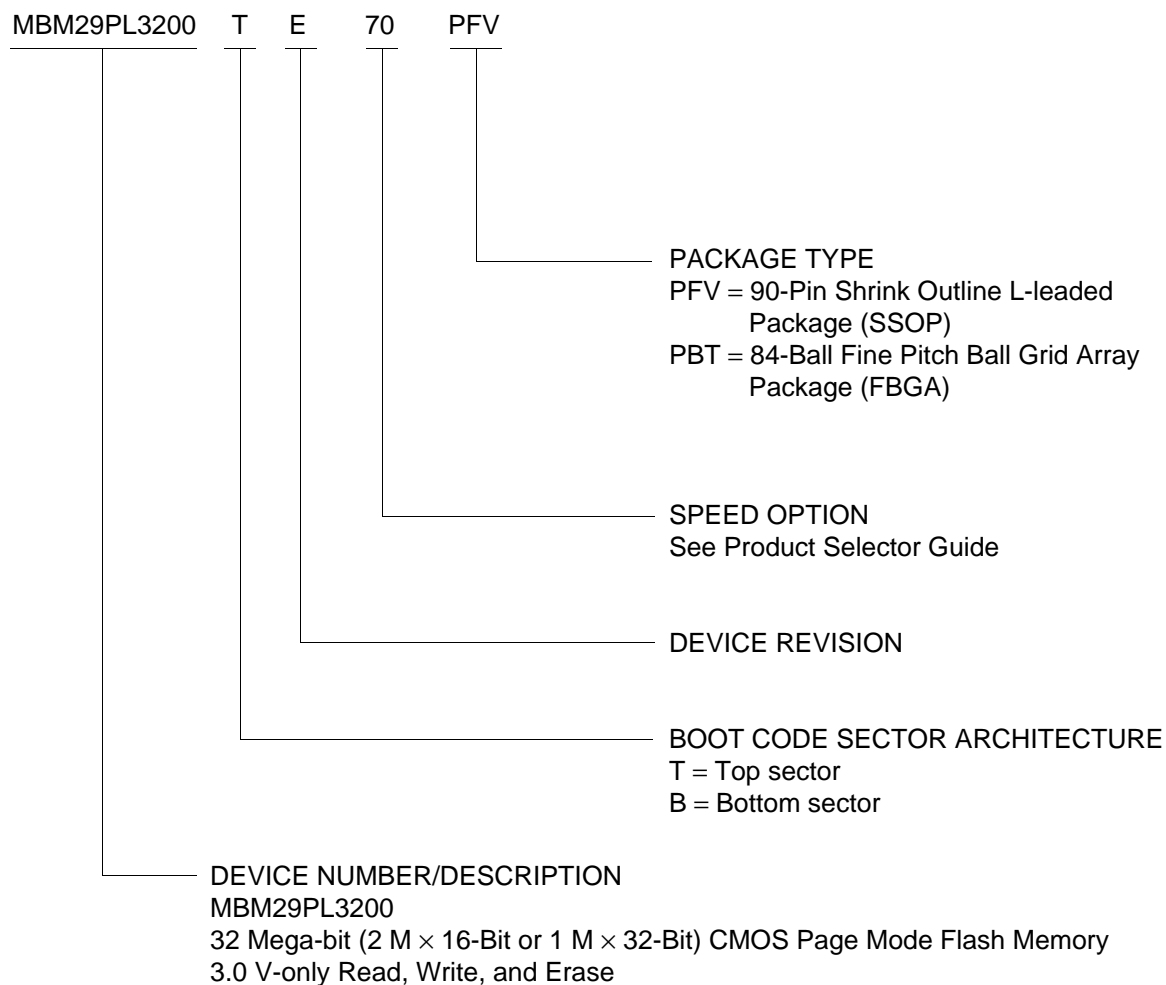 MBM29PL3200 T E 70 PFV
PACKAGE TYPE
PFV = 90-Pin Shrink Outline L-leaded
Package (SSOP)
PBT = 84-Ball Fine Pitch Ball Grid Array
Package (FBGA)
SPEED OPTION
See Product Selector Guide
DEVICE REVISION
BOOT CODE SECTOR ARCHITECTURE
T = Top sector
B = Bottom sector
DEVICE NUMBER/DESCRIPTION
MBM29PL3200
32 Mega-bit (2 M × 16-Bit or 1 M × 32-Bit) CMOS Page Mode Flash Memory
3.0 V-only Read, Write, and Erase